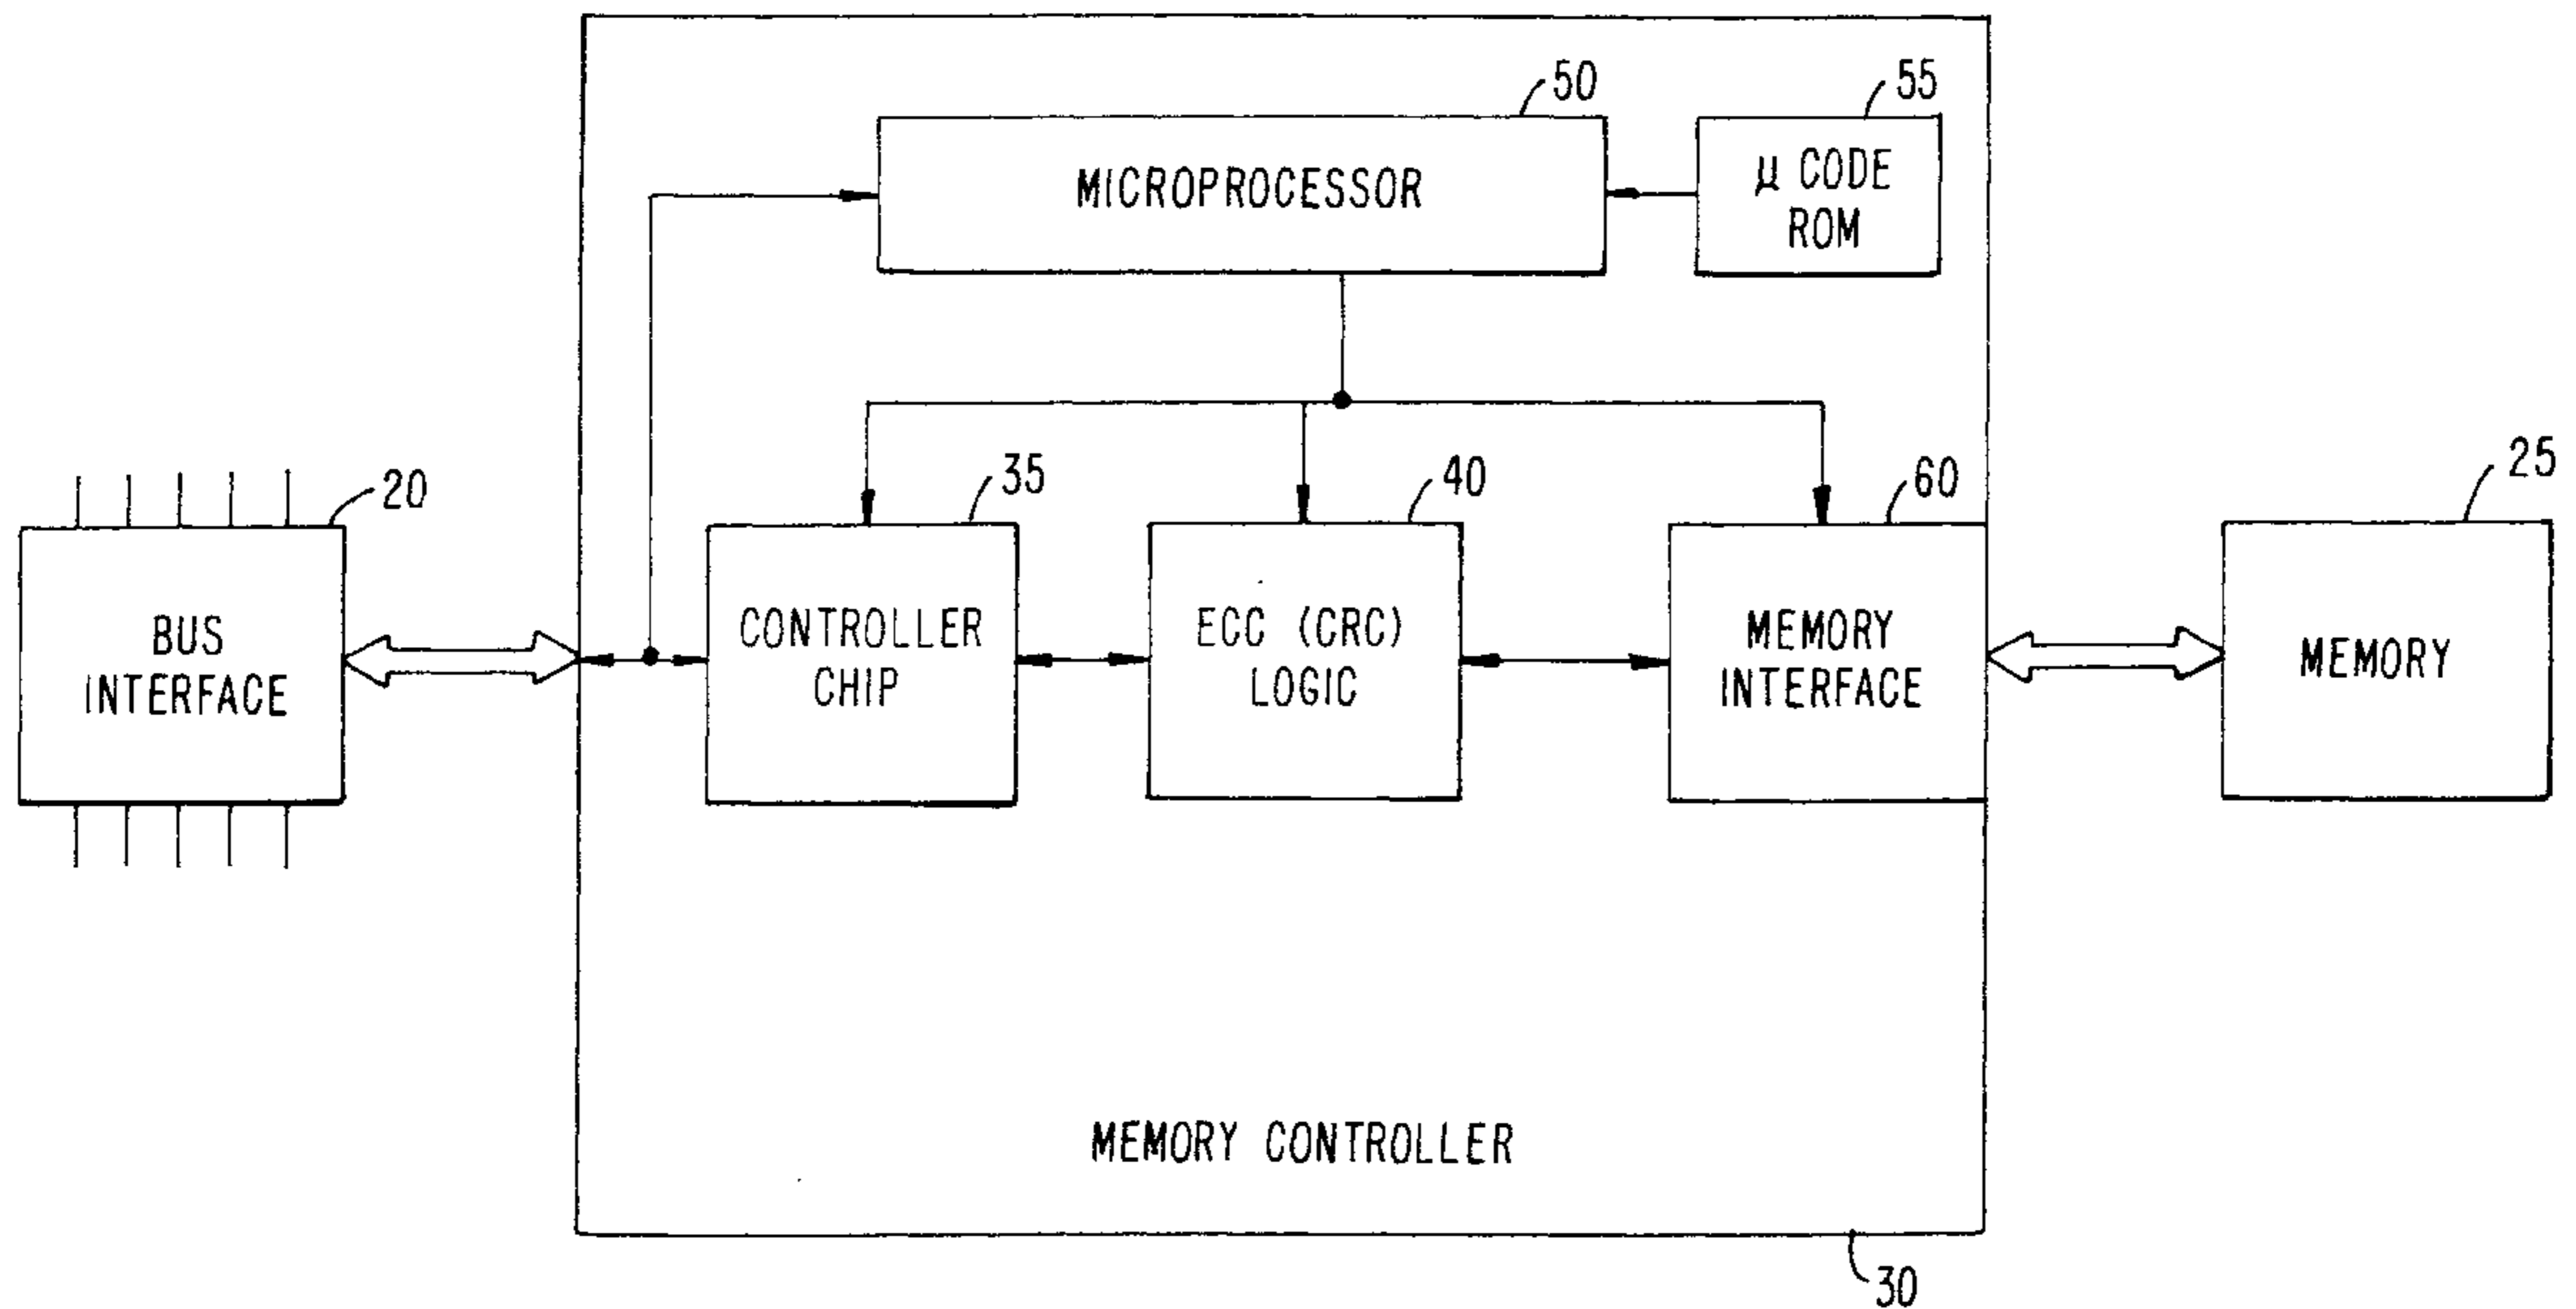 50
55
MICROPROCESSOR
μ CODE
ROM
20
35
40
60
25
BUS
INTERFACE
CONTROLLER
CHIP
ECC (CRC)
LOGIC
MEMORY
INTERFACE
MEMORY
MEMORY CONTROLLER
30